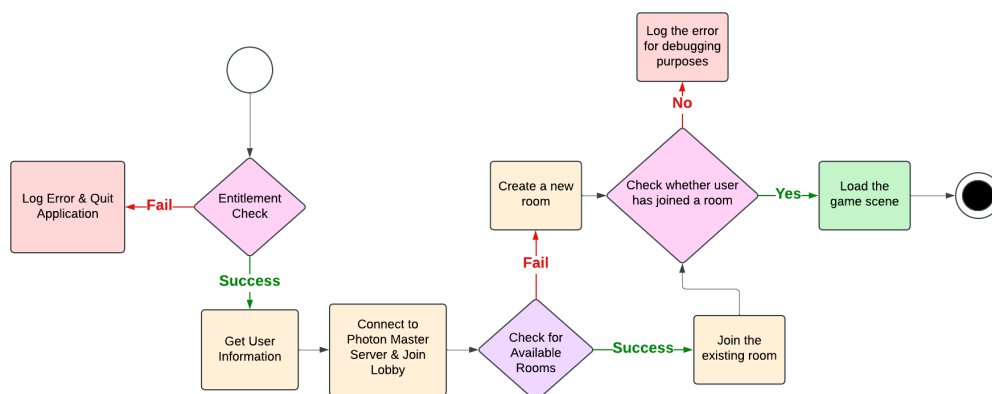 Log the error
for debugging
purposes
No
Log Error & Quit
Application
Fail
Entitlement
Check
Create a new
room
Check whether user
has joined a room
Yes
Load the
game scene
Success
Fail
Get User
Information
Connect to
Photon Master
Server & Join
Lobby
Check for
Available
Rooms
Success
Join the
existing room